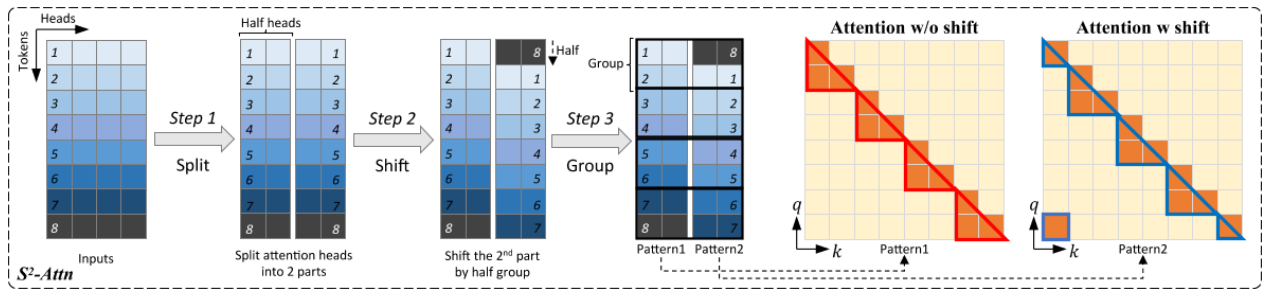 Heads
Tokens
1
2
3
4
5
6
7
8
Inputs
S²-Attn
Step 1
Split
Half heads
1 1
2 2
3 3
4 4
5 5
6 6
7 7
8 8
Split attention heads
into 2 parts
Step 2
Shift
Half
1 8
2 1
3 2
4 3
5 4
6 5
7 6
8 7
Shift the 2nd part
by half group
Step 3
Group
Group
1 8
2 1
3 2
4 3
5 4
6 5
7 6
8 7
Pattern1 Pattern2
Attention w/o shift
q
k
Pattern1
Attention w shift
q
k
Pattern2